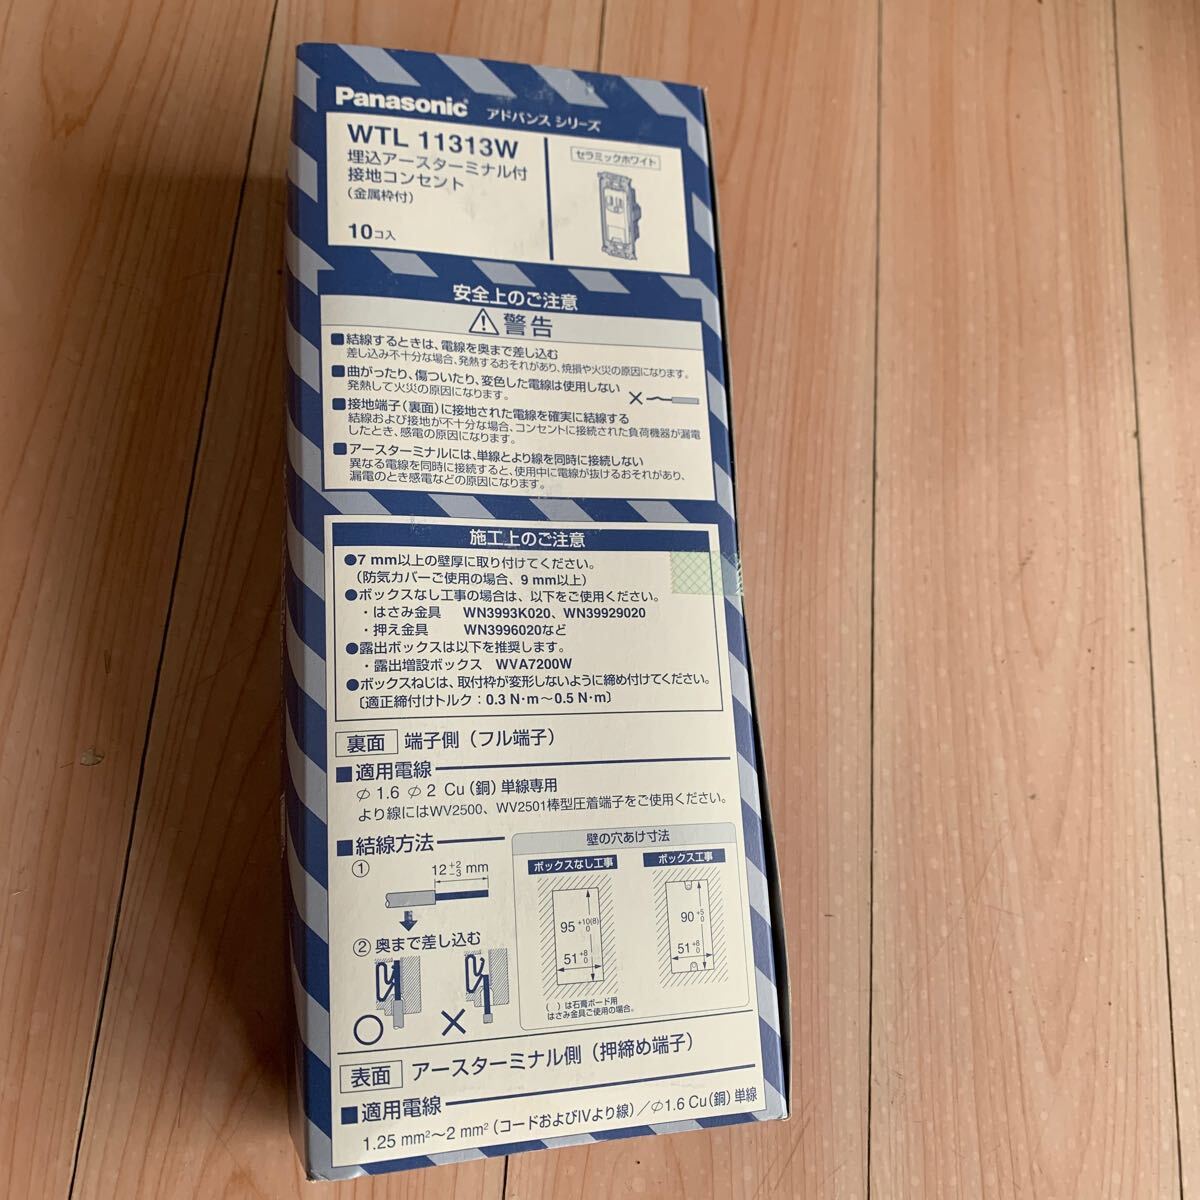 Panasonic アドバンス シリーズ
WTL 11313W
埋込アースターミナル付
接地コンセント
(金属枠付)
10コ入
セラミックホワイト
安全上のご注意
警告
■結線するときは、電線を奥まで差し込む
差し込み不十分な場合、発熱するおそれがあり、焼損や火災の原因になります。
■曲がったり、傷ついたり、変色した電線は使用しない
発熱して火災の原因になります。
■接地端子(裏面)に接地された電線を確実に結線する
結線および接地が不十分な場合、コンセントに接続された負荷機器が漏電
したとき、感電の原因になります。
■アースターミナルには、単線とより線を同時に接続しない
異なる電線を同時に接続すると、使用中に電線が抜けるおそれがあり、
漏電のとき感電などの原因になります。
施工上のご注意
●7 mm以上の壁厚に取り付けてください。
(防気カバーご使用の場合、9 mm以上)
●ボックスなし工事の場合は、以下をご使用ください。
・はさみ金具 WN3993K020、WN39929020
・押え金具 WN3996020など
●露出ボックスは以下を推奨します。
・露出増設ボックス WVA7200W
●ボックスねじは、取付枠が変形しないように締め付けてください。
〔適正締付けトルク：0.3 N・m～0.5 N・m〕
裏面 端子側(フル端子)
■適用電線
φ1.6 φ2 Cu(銅)単線専用
より線にはWV2500、WV2501棒型圧着端子をご使用ください。
■結線方法
① 12 +2 -3 mm
② 奥まで差し込む
壁の穴あけ寸法
ボックスなし工事
95 +10(8) 0
51 +8 0
( )は石膏ボード用
はさみ金具ご使用の場合。
ボックス工事
90 +5 0
51 +8 0
表面 アースターミナル側(押締め端子)
■適用電線
1.25 mm²～2 mm²(コードおよびIVより線)／φ1.6 Cu(銅)単線